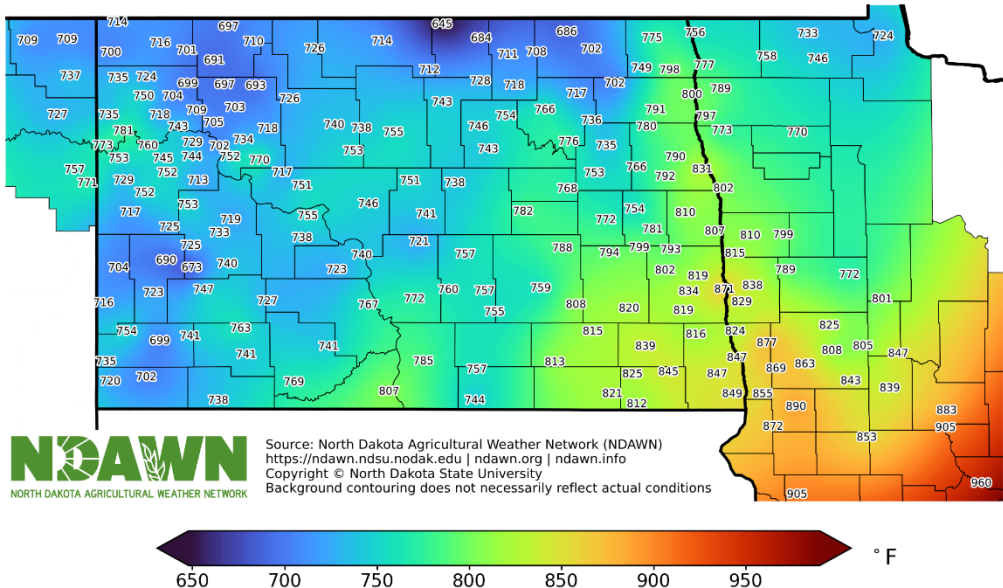 714 697 645
709 709 716 701 710 726 714 684 686 775 756 733 724
700 691 711 708 702 758 746
712 749 798 777
737 735 724 699 697 693 728 718 717 702 789
750 704 726 743 800
727 735 718 709 703 754 766 791 797
781 743 705 718 740 738 755 746 736 780 773 770
773 760 729 702 734 753 743 776 735
753 745 744 752 770 790
757 752 717 753 766 831
771 729 713 751 751 738 768 792 802
752
717 753 719 755 746 741 782 772 754 810
725 733 738 781 807 810 799
725 721 788 799 793
704 690 673 740 723 740 757 794 815
802 819 789 772
723 747 760 757 759 834 871 838
716 727 767 772 755 808 820 819 829 801
754 763 815 816 824 825
699 741 741 839 877 808 805
735 741 785 813 847 863 847
720 702 769 757 825 845 847 869 843 839
738 807 744 821 812 849 855 890 883
872 853 905
905 960
NDAWN
NORTH DAKOTA AGRICULTURAL WEATHER NETWORK
Source: North Dakota Agricultural Weather Network (NDAWN)
https://ndawn.ndsu.nodak.edu | ndawn.org | ndawn.info
Copyright © North Dakota State University
Background contouring does not necessarily reflect actual conditions
650 700 750 800 850 900 950 °F